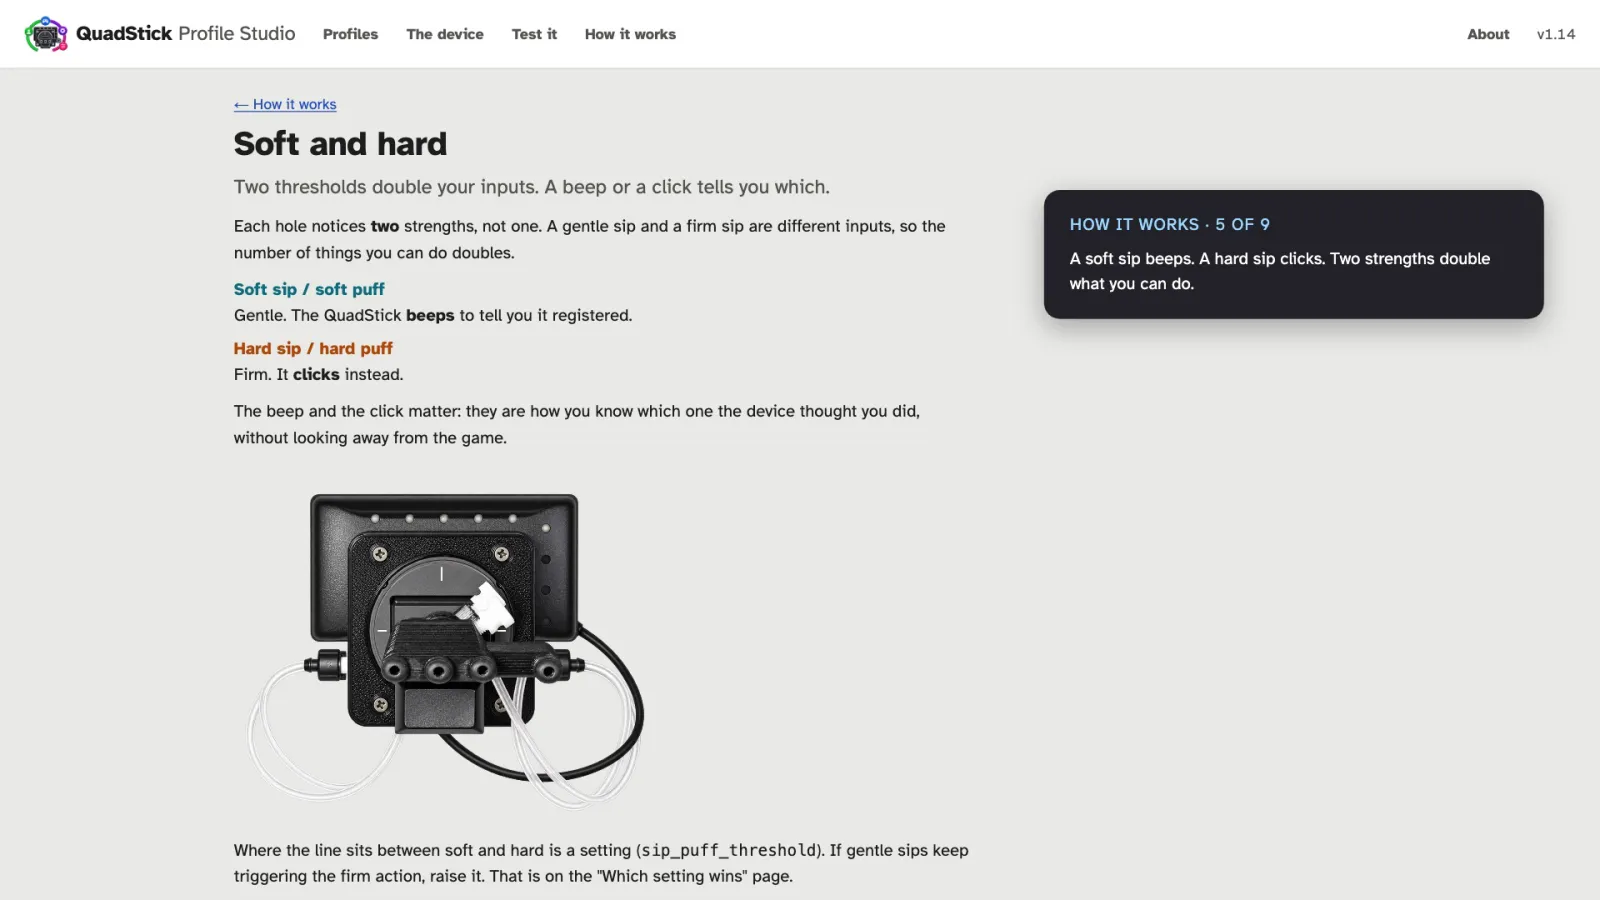 QuadStick Profile Studio
Profiles
The device
Test it
How it works
About
v1.14
← How it works
Soft and hard
Two thresholds double your inputs. A beep or a click tells you which.
Each hole notices two strengths, not one. A gentle sip and a firm sip are different inputs, so the
number of things you can do doubles.
Soft sip / soft puff
Gentle. The QuadStick beeps to tell you it registered.
Hard sip / hard puff
Firm. It clicks instead.
The beep and the click matter: they are how you know which one the device thought you did,
without looking away from the game.
Where the line sits between soft and hard is a setting (sip_puff_threshold). If gentle sips keep
triggering the firm action, raise it. That is on the "Which setting wins" page.
HOW IT WORKS · 5 OF 9
A soft sip beeps. A hard sip clicks. Two strengths double
what you can do.